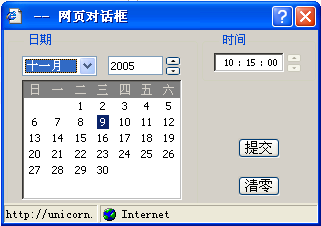 -- 网页对话框
日期
时间
十一月
2005
10 : 15 : 00
日 一 二 三 四 五 六
1 2 3 4 5
6 7 8 9 10 11 12
13 14 15 16 17 18 19
20 21 22 23 24 25 26
27 28 29 30
提交
清零
http://unicorn.
Internet